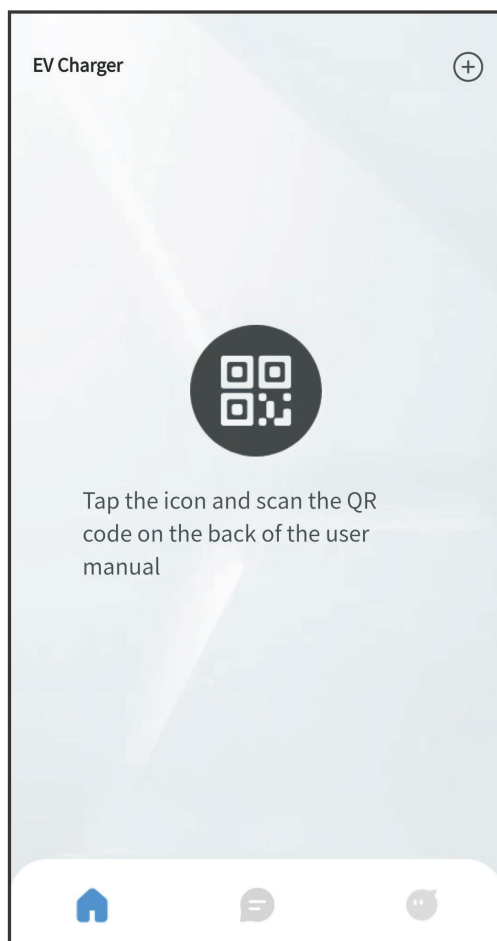 EV Charger
Tap the icon and scan the QR
code on the back of the user
manual